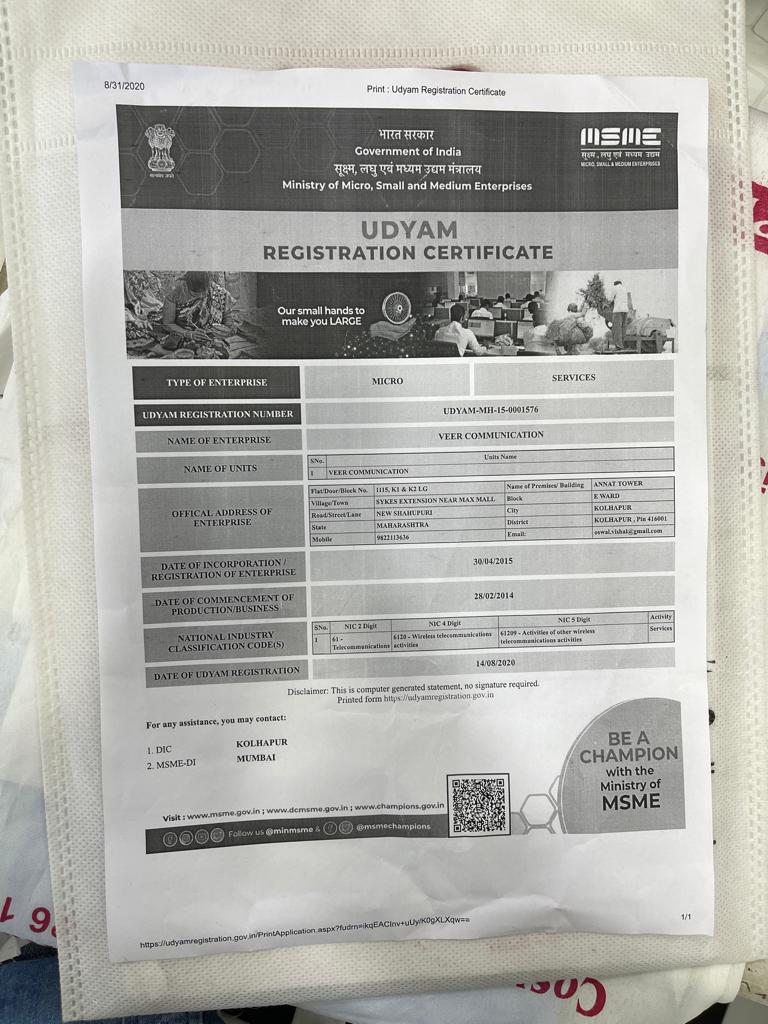 8/31/2020
Print : Udyam Registration Certificate
भारत सरकार
Government of India
सूक्ष्म, लघु एवं मध्यम उद्यम मंत्रालय
Ministry of Micro, Small and Medium Enterprises
सत्यमेव जयते
MSME
सूक्ष्म, लघु एवं मध्यम उद्यम
MICRO, SMALL & MEDIUM ENTERPRISES
UDYAM
REGISTRATION CERTIFICATE
Our small hands to
make you LARGE
TYPE OF ENTERPRISE MICRO SERVICES
UDYAM REGISTRATION NUMBER UDYAM-MH-15-0001576
NAME OF ENTERPRISE VEER COMMUNICATION
NAME OF UNITS
SNo. Units Name
1 VEER COMMUNICATION
OFFICAL ADDRESS OF
ENTERPRISE
Flat/Door/Block No. 1115, K1 & K2 LG Name of Premises/ Building ANNAT TOWER
Village/Town SYKES EXTENSION NEAR MAX MALL Block E WARD
Road/Street/Lane NEW SHAHUPURI City KOLHAPUR
State MAHARASHTRA District KOLHAPUR , Pin 416001
Mobile 9822113636 Email: oswal.vishal@gmail.com
DATE OF INCORPORATION /
REGISTRATION OF ENTERPRISE 30/04/2015
DATE OF COMMENCEMENT OF
PRODUCTION/BUSINESS 28/02/2014
NATIONAL INDUSTRY
CLASSIFICATION CODE(S)
SNo. NIC 2 Digit NIC 4 Digit NIC 5 Digit Activity
1 61 - 6120 - Wireless telecommunications 61209 - Activities of other wireless Services
Telecommunications activities telecommunications activities
DATE OF UDYAM REGISTRATION 14/08/2020
Disclaimer: This is computer generated statement, no signature required.
Printed form https://udyamregistration.gov.in
For any assistance, you may contact:
1. DIC KOLHAPUR
2. MSME-DI MUMBAI
BE A
CHAMPION
with the
Ministry of
MSME
Visit : www.msme.gov.in ; www.dcmsme.gov.in ; www.champions.gov.in
Follow us @minmsme & @msmechampions
https://udyamregistration.gov.in/PrintApplication.aspx?fudrn=ikqEACInv+uUy/K0gXLXqw==
1/1